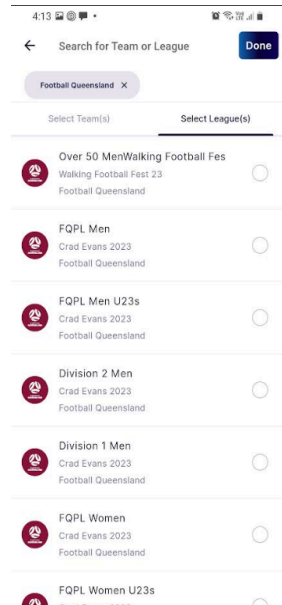 4:13
Search for Team or League
Done
Football Queensland X
Select Team(s)
Select League(s)
Over 50 MenWalking Football Fes
Walking Football Fest 23
Football Queensland
FQPL Men
Crad Evans 2023
Football Queensland
FQPL Men U23s
Crad Evans 2023
Football Queensland
Division 2 Men
Crad Evans 2023
Football Queensland
Division 1 Men
Crad Evans 2023
Football Queensland
FQPL Women
Crad Evans 2023
Football Queensland
FQPL Women U23s